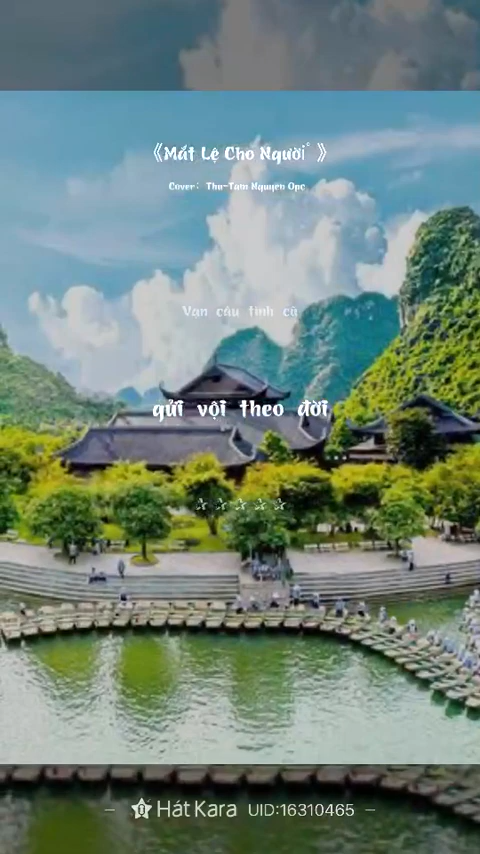 《Mắt Lệ Cho Người》
Cover: Thu-Tam Nguyen Opc
Vạn câu tình cũ
gửi vội theo đời
☆ ☆ ☆ ☆ ☆
– HátKara UID:16310465 –